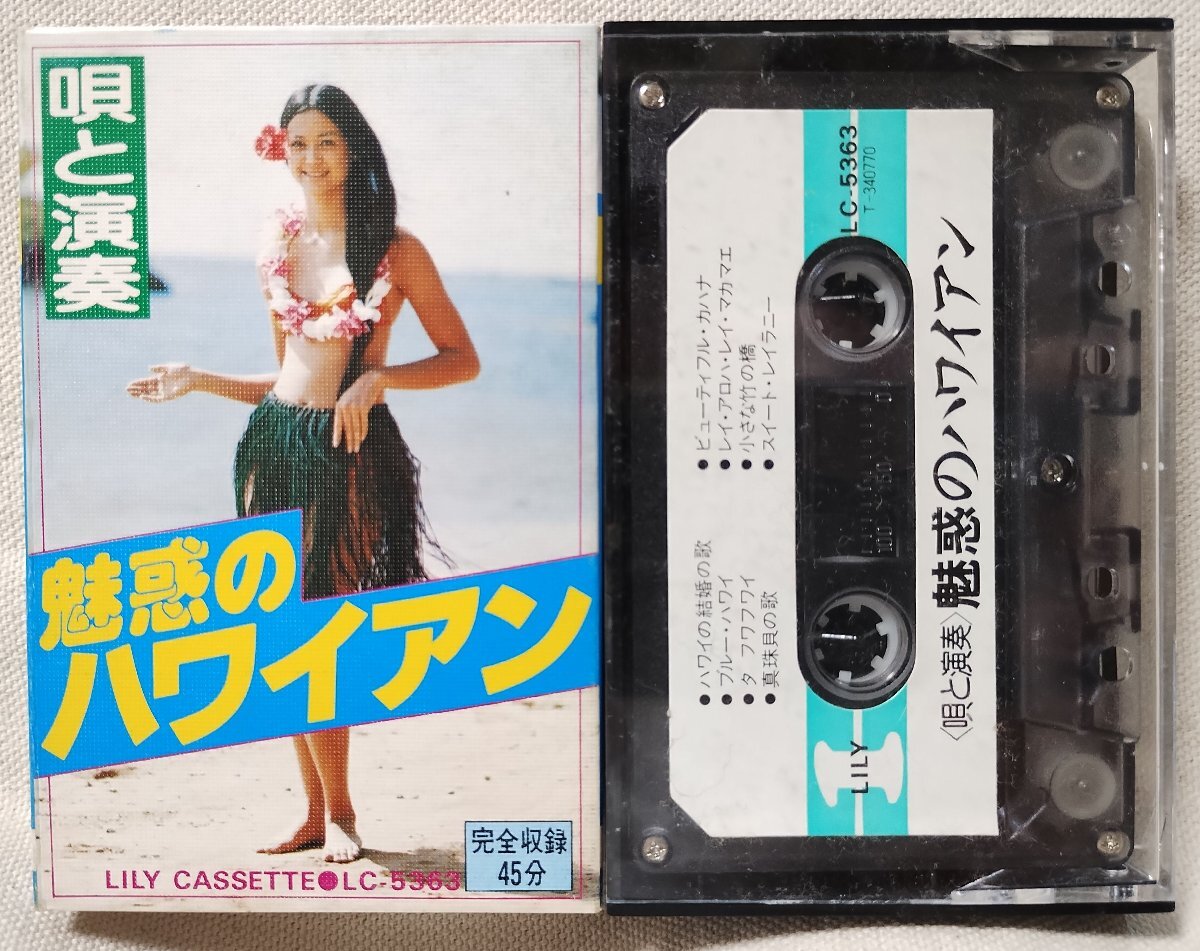 唄と演奏
魅惑の
ハワイアン
完全収録
45分
LILY CASSETTE●LC-5363
LC-5363
T-340770
●ハワイの結婚の歌
●ブルー・ハワイ
●タ フワフワイ
●真珠貝の歌
●ビューティフル・カハナ
●レイ・アロハ・レイ・マカマエ
●小さな竹の橋
●スイート・レイラニー
100 50 0
LILY
〈唄と演奏〉魅惑のハワイアン